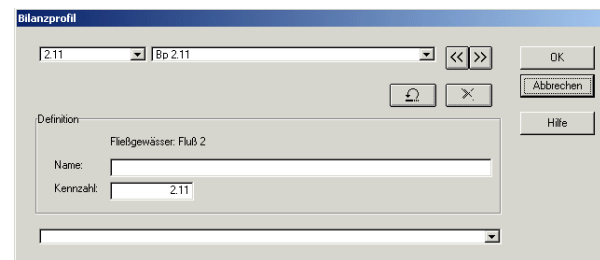 Bilanzprofil
2.11 Bp 2.11 << >> OK
Abbrechen
Definition Hilfe
Fließgewässer: Fluß 2
Name:
Kennzahl: 2.11